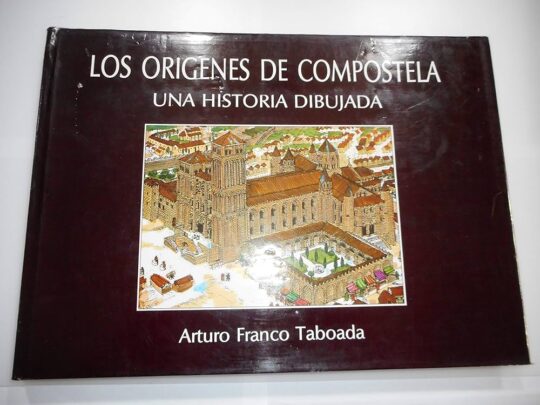 LOS ORIGENES DE COMPOSTELA
UNA HISTORIA DIBUJADA
Arturo Franco Taboada